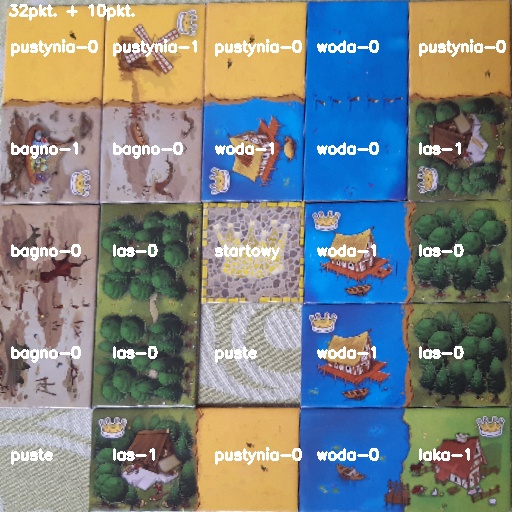 32pkt. + 10pkt.
pustynia-0 pustynia-1 pustynia-0 woda-0 pustynia-0
bagno-1 bagno-0 woda-1 woda-0 las-1
bagno-0 las-0 startowy woda-1 las-0
bagno-0 las-0 puste woda-1 las-0
puste las-1 pustynia-0 woda-0 laka-1